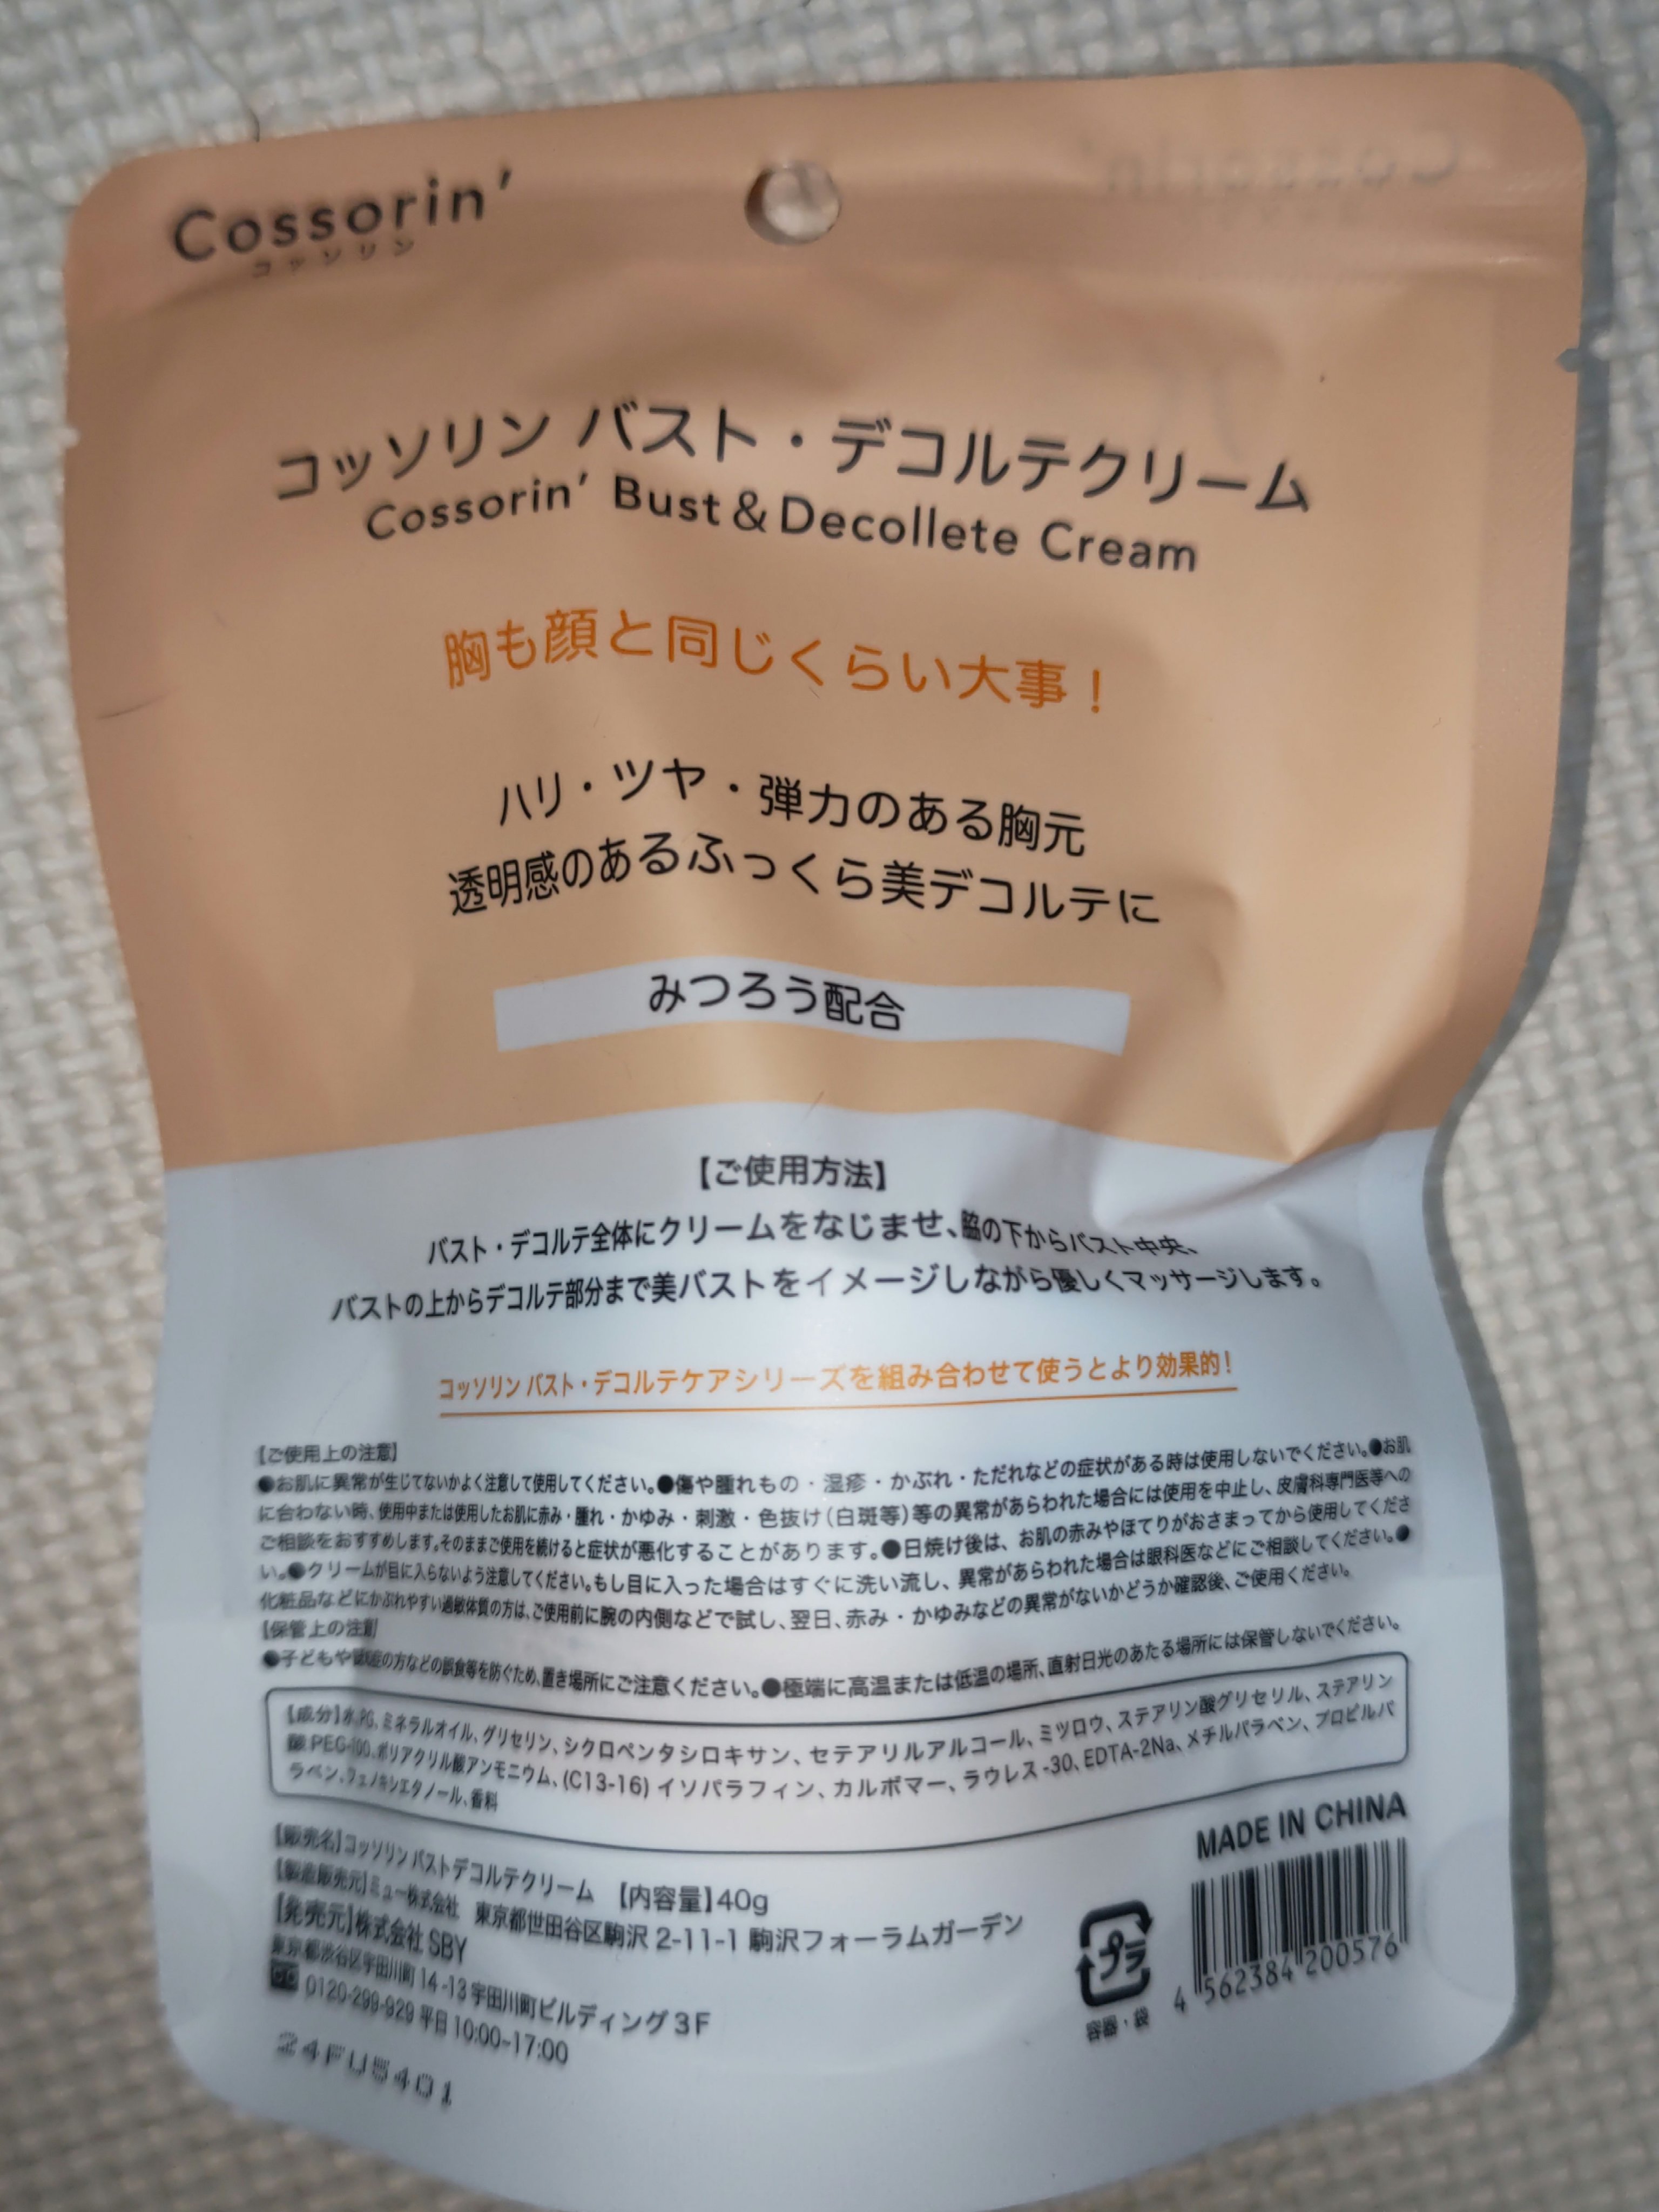 Cossorin'
コッソリン
コッソリン バスト・デコルテクリーム
Cossorin' Bust & Decollete Cream
胸も顔と同じくらい大事！
ハリ・ツヤ・弾力のある胸元
透明感のあるふっくら美デコルテに
みつろう配合
【ご使用方法】
バスト・デコルテ全体にクリームをなじませ、脇の下からバスト中央、
バストの上からデコルテ部分まで美バストをイメージしながら優しくマッサージします。
コッソリン バスト・デコルテケアシリーズを組み合わせて使うとより効果的！
【ご使用上の注意】
●お肌に異常が生じてないかよく注意して使用してください。●傷や腫れもの・湿疹・かぶれ・ただれなどの症状がある時は使用しないでください。●お肌
に合わない時、使用中または使用したお肌に赤み・腫れ・かゆみ・刺激・色抜け(白斑等)等の異常があらわれた場合には使用を中止し、皮膚科専門医等への
ご相談をおすすめします。そのままご使用を続けると症状が悪化することがあります。●日焼け後は、お肌の赤みやほてりがおさまってから使用してくださ
い。●クリームが目に入らないよう注意してください。もし目に入った場合はすぐに洗い流し、異常があらわれた場合は眼科医などにご相談してください。●
化粧品などにかぶれやすい過敏体質の方は、ご使用前に腕の内側などで試し、翌日、赤み・かゆみなどの異常がないかどうか確認後、ご使用ください。
【保管上の注意】
●子どもや認知症の方などの誤食等を防ぐため、置き場所にご注意ください。●極端に高温または低温の場所、直射日光のあたる場所には保管しないでください。
【成分】水、PG、ミネラルオイル、グリセリン、シクロペンタシロキサン、セテアリルアルコール、ミツロウ、ステアリン酸グリセリル、ステアリン
酸 PEG-100、ポリアクリル酸アンモニウム、(C13-16) イソパラフィン、カルボマー、ラウレス-30、EDTA-2Na、メチルパラベン、プロピルパ
ラベン、フェノキシエタノール、香料
【販売名】コッソリン バストデコルテクリーム 【内容量】40g
【製造販売元】ミュー株式会社 東京都世田谷区駒沢 2-11-1 駒沢フォーラムガーデン
【発売元】株式会社 SBY
東京都渋谷区宇田川町 14-13 宇田川町ビルディング 3F
0120-299-929 平日 10:00~17:00
24FU5401
MADE IN CHINA
プラ
容器・袋
4 562384 200576